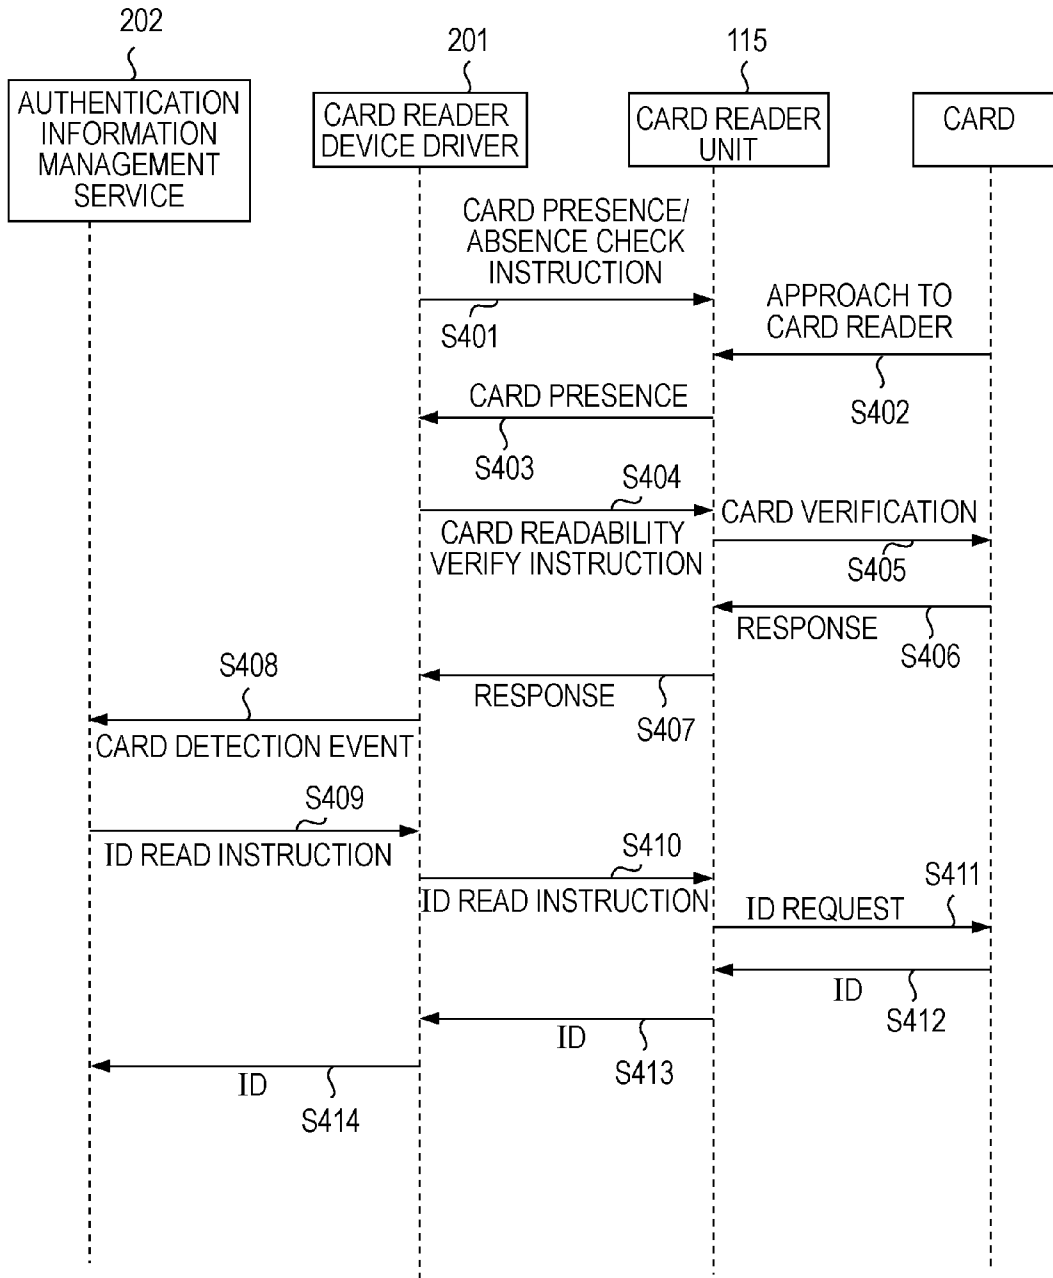 202
201
115
AUTHENTICATION
INFORMATION
MANAGEMENT
SERVICE
CARD READER
DEVICE DRIVER
CARD READER
UNIT
CARD
CARD PRESENCE/
ABSENCE CHECK
INSTRUCTION
S401
APPROACH TO
CARD READER
S402
CARD PRESENCE
S403
S404
CARD READABILITY
VERIFY INSTRUCTION
CARD VERIFICATION
S405
RESPONSE
S406
RESPONSE
S407
S408
CARD DETECTION EVENT
S409
ID READ INSTRUCTION
S410
ID READ INSTRUCTION
S411
ID REQUEST
ID
S412
ID
S413
ID
S414